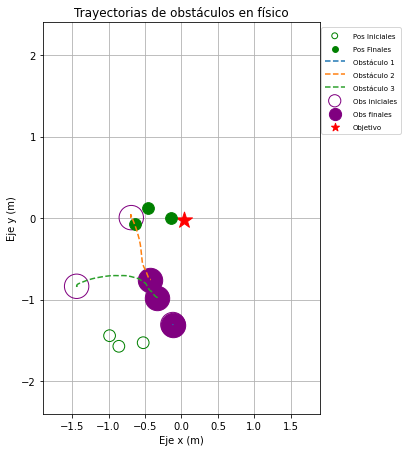 Trayectorias de obstáculos en físico
Pos Iniciales
Pos Finales
Obstáculo 1
Obstáculo 2
Obstáculo 3
Obs iniciales
Obs finales
Objetivo
Eje y (m)
2
1
0
−1
−2
−1.5 −1.0 −0.5 0.0 0.5 1.0 1.5
Eje x (m)